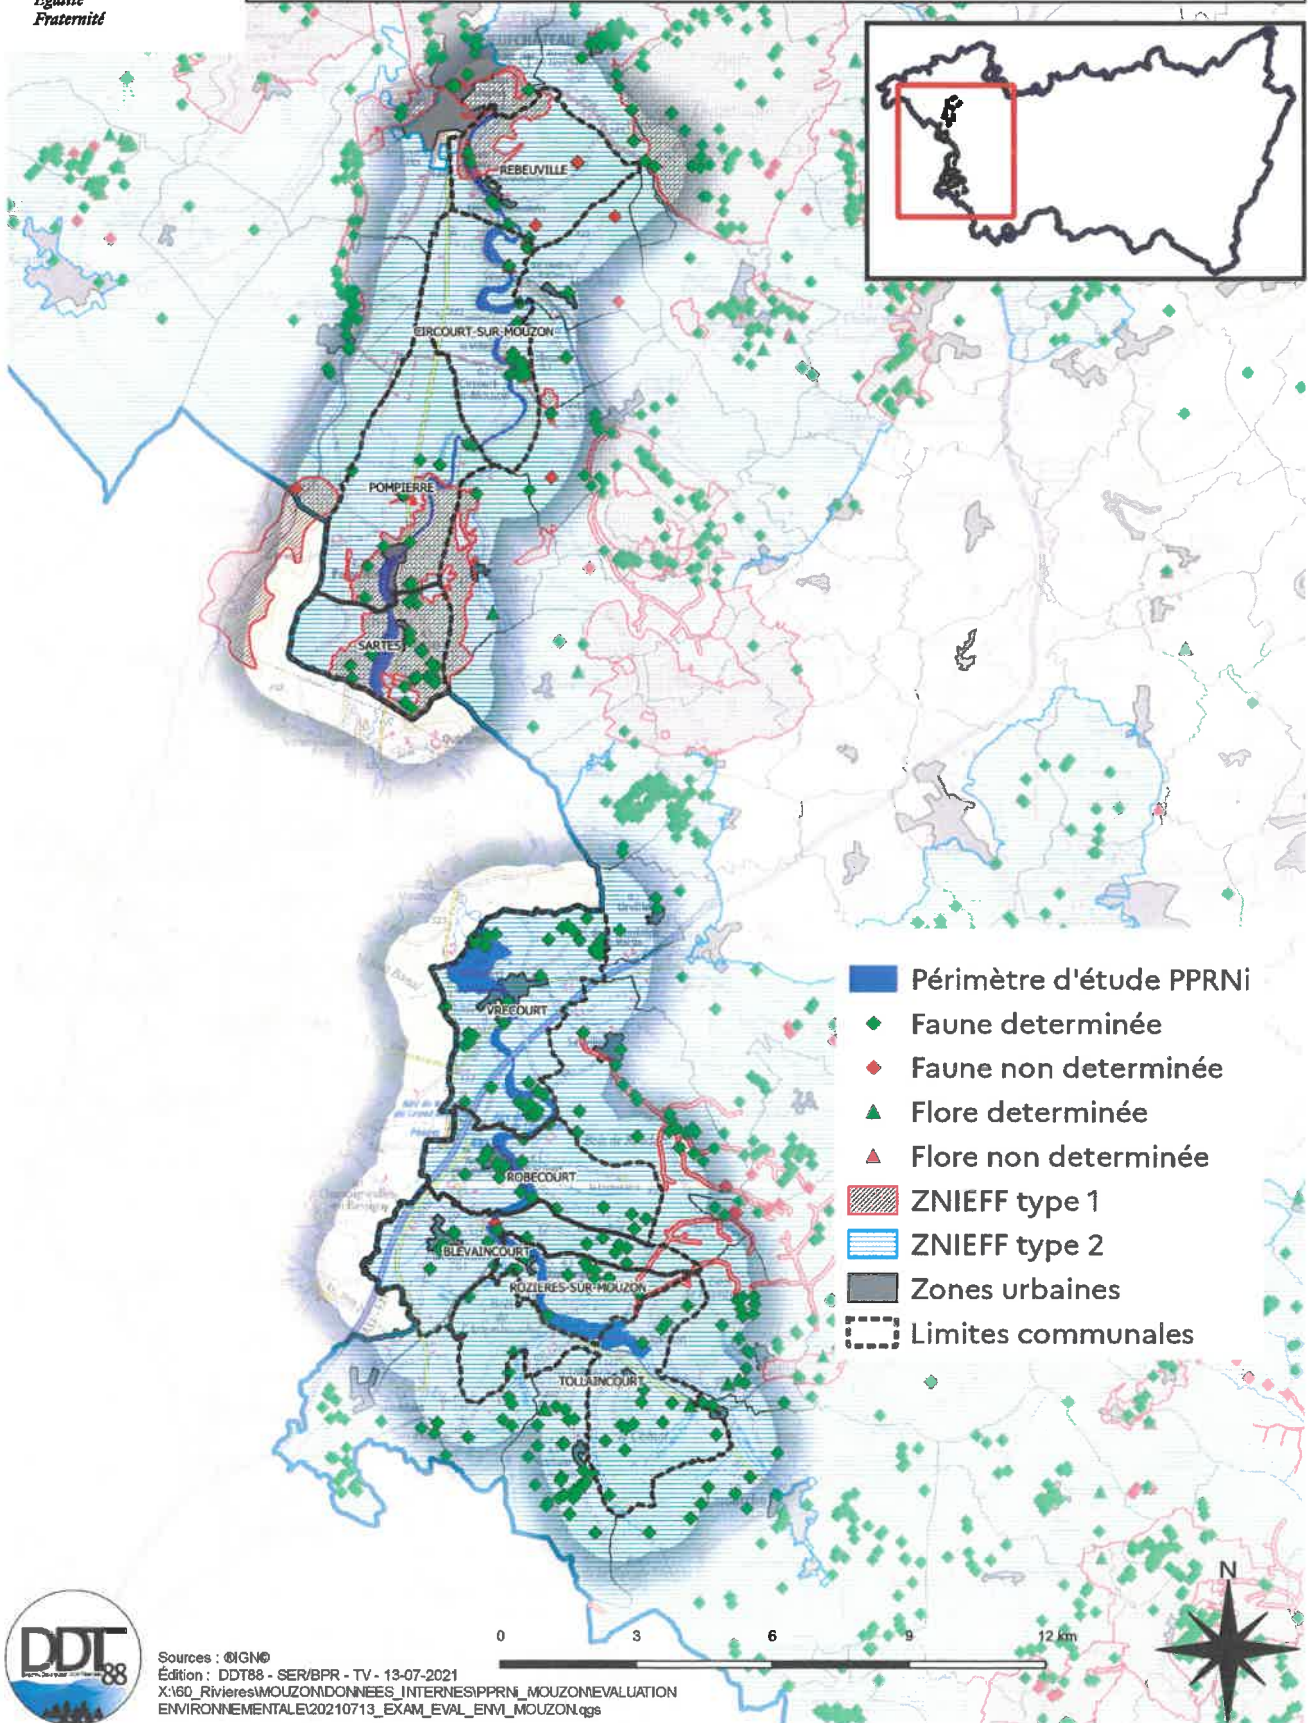 Égalité
Fraternité
REBEUVILLE
CIRCOURT-SUR-MOUZON
POMPIERRE
SARTES
VRECOURT
ROBECOURT
BLEVAINCOURT
ROZIERES-SUR-MOUZON
TOLLAINCOURT
Périmètre d'étude PPRNi
Faune determinée
Faune non determinée
Flore determinée
Flore non determinée
ZNIEFF type 1
ZNIEFF type 2
Zones urbaines
Limites communales
N
0 3 6 9 12 km
DDT
88
Sources : ©IGN©
Édition : DDT88 - SER/BPR - TV - 13-07-2021
X:\60_Rivieres\MOUZON\DONNEES_INTERNES\PPRNi_MOUZON\EVALUATION
ENVIRONNEMENTALE\20210713_EXAM_EVAL_ENVI_MOUZON.qgs